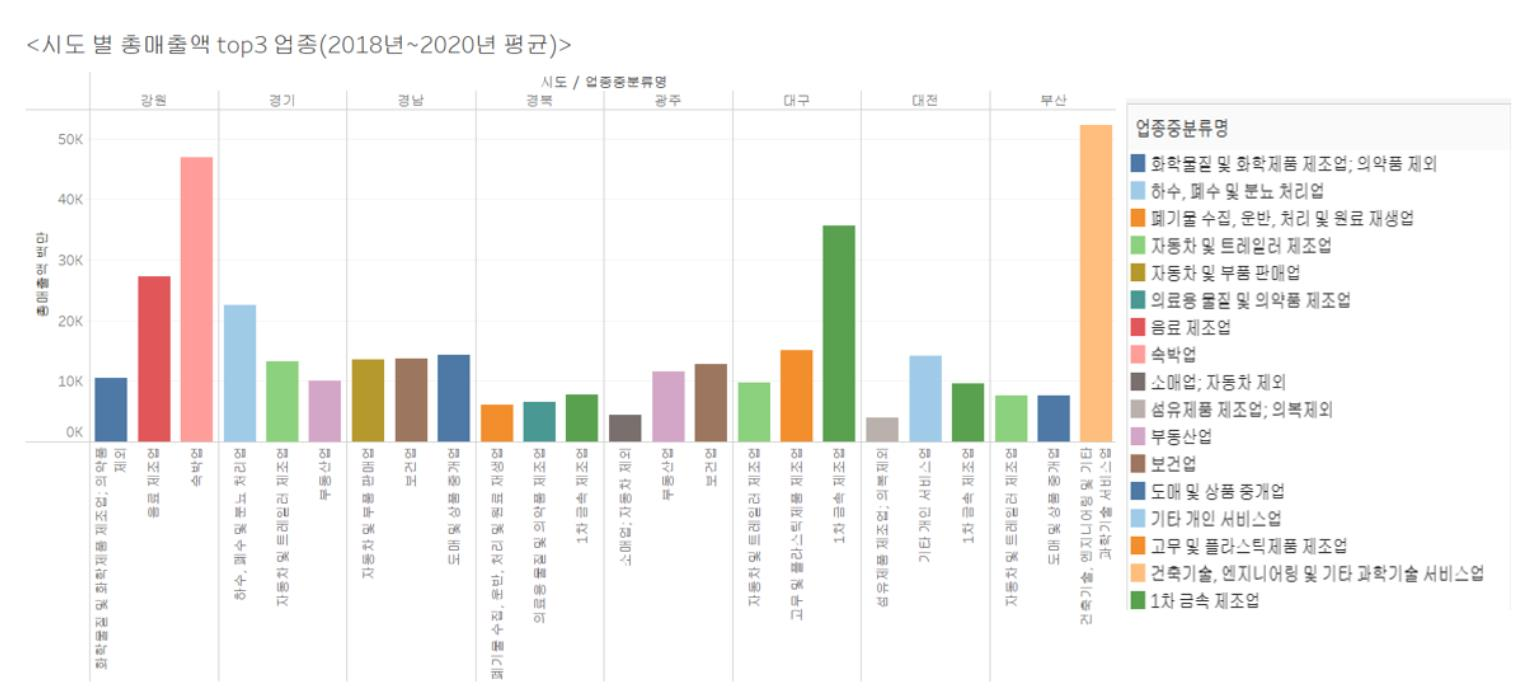 <시도 별 총매출액 top3 업종(2018년~2020년 평균)>
시도 / 업종중분류명
강원 경기 경남 경북 광주 대구 대전 부산
총매출액 백만
50K
40K
30K
20K
10K
0K
화학물질 및 화학제품 제조업; 의약품 제외
음료 제조업
숙박업
하수, 폐수 및 분뇨 처리업
자동차 및 트레일러 제조업
부동산업
자동차 및 부품 판매업
보건업
도매 및 상품 중개업
폐기물 수집, 운반, 처리 및 원료 재생업
의료용 물질 및 의약품 제조업
1차 금속 제조업
소매업; 자동차 제외
부동산업
보건업
자동차 및 트레일러 제조업
고무 및 플라스틱제품 제조업
1차 금속 제조업
섬유제품 제조업; 의복제외
기타 개인 서비스업
1차 금속 제조업
자동차 및 트레일러 제조업
도매 및 상품 중개업
건축기술, 엔지니어링 및 기타
과학기술 서비스업
업종중분류명
화학물질 및 화학제품 제조업; 의약품 제외
하수, 폐수 및 분뇨 처리업
폐기물 수집, 운반, 처리 및 원료 재생업
자동차 및 트레일러 제조업
자동차 및 부품 판매업
의료용 물질 및 의약품 제조업
음료 제조업
숙박업
소매업; 자동차 제외
섬유제품 제조업; 의복제외
부동산업
보건업
도매 및 상품 중개업
기타 개인 서비스업
고무 및 플라스틱제품 제조업
건축기술, 엔지니어링 및 기타 과학기술 서비스업
1차 금속 제조업